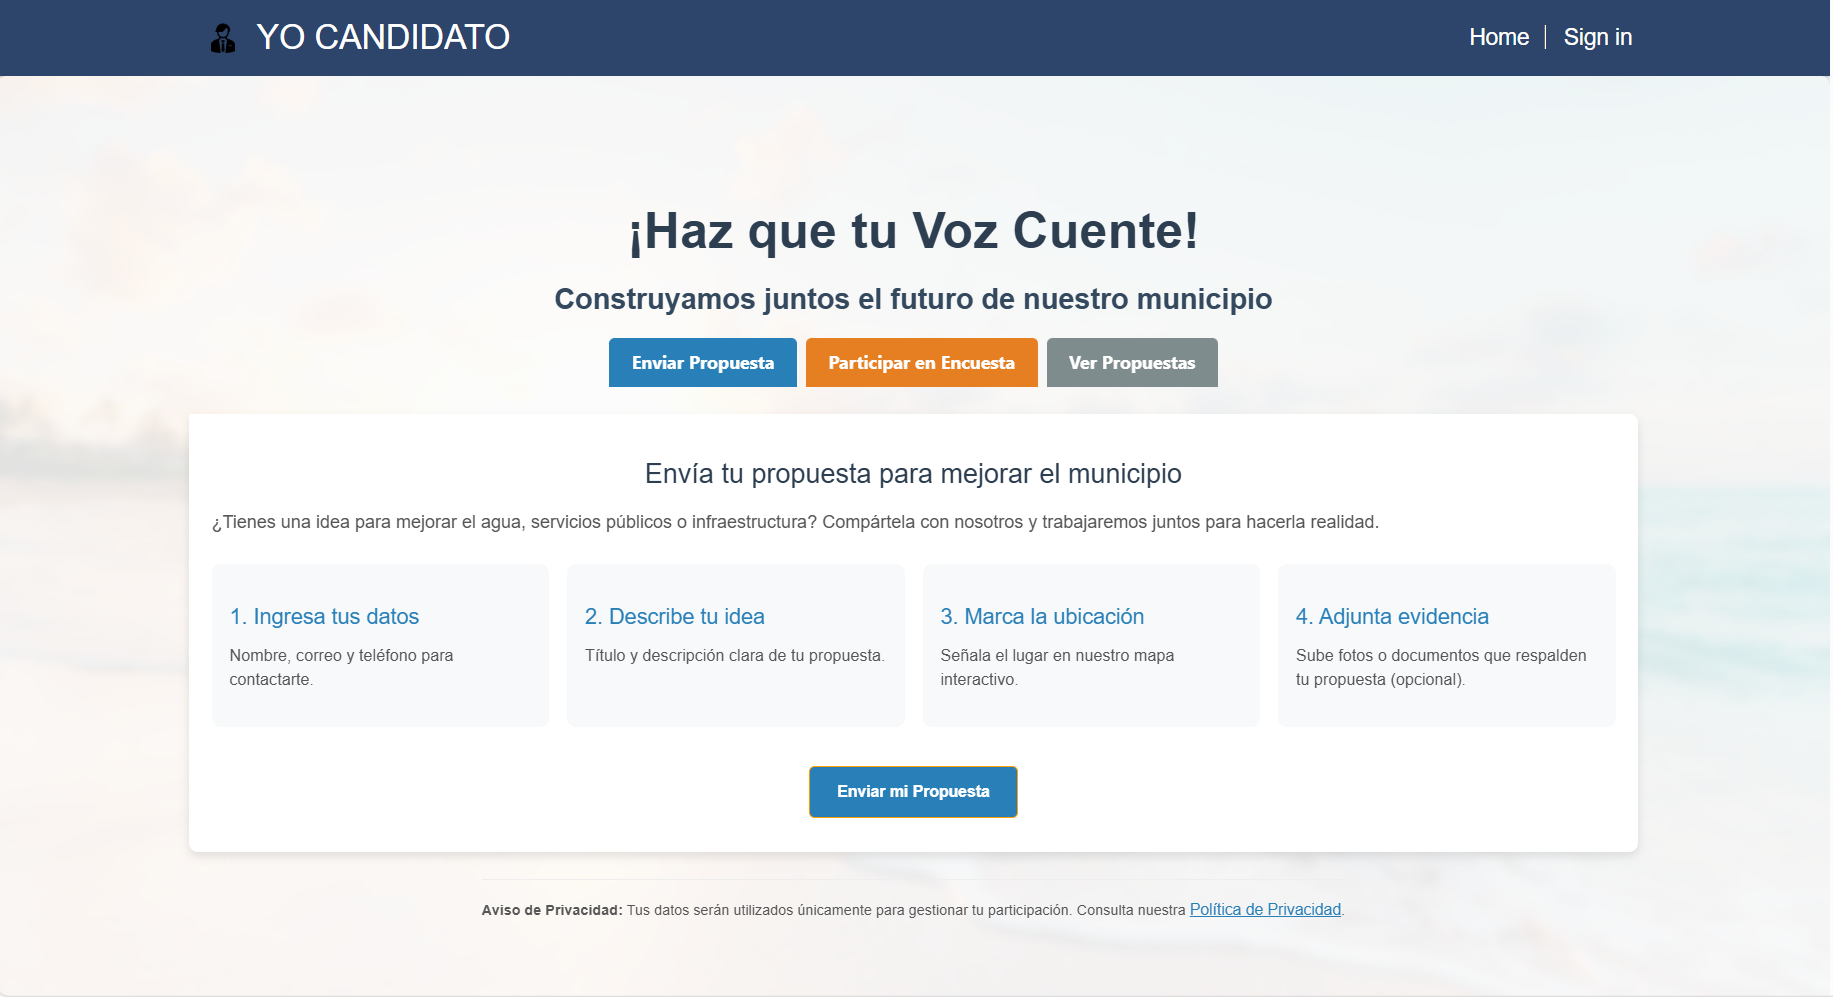 YO CANDIDATO
Home
Sign in
¡Haz que tu Voz Cuente!
Construyamos juntos el futuro de nuestro municipio
Enviar Propuesta
Participar en Encuesta
Ver Propuestas
Envía tu propuesta para mejorar el municipio
¿Tienes una idea para mejorar el agua, servicios públicos o infraestructura? Compártela con nosotros y trabajaremos juntos para hacerla realidad.
1. Ingresa tus datos
Nombre, correo y teléfono para
contactarte.
2. Describe tu idea
Título y descripción clara de tu propuesta.
3. Marca la ubicación
Señala el lugar en nuestro mapa
interactivo.
4. Adjunta evidencia
Sube fotos o documentos que respalden
tu propuesta (opcional).
Enviar mi Propuesta
Aviso de Privacidad: Tus datos serán utilizados únicamente para gestionar tu participación. Consulta nuestra Política de Privacidad.